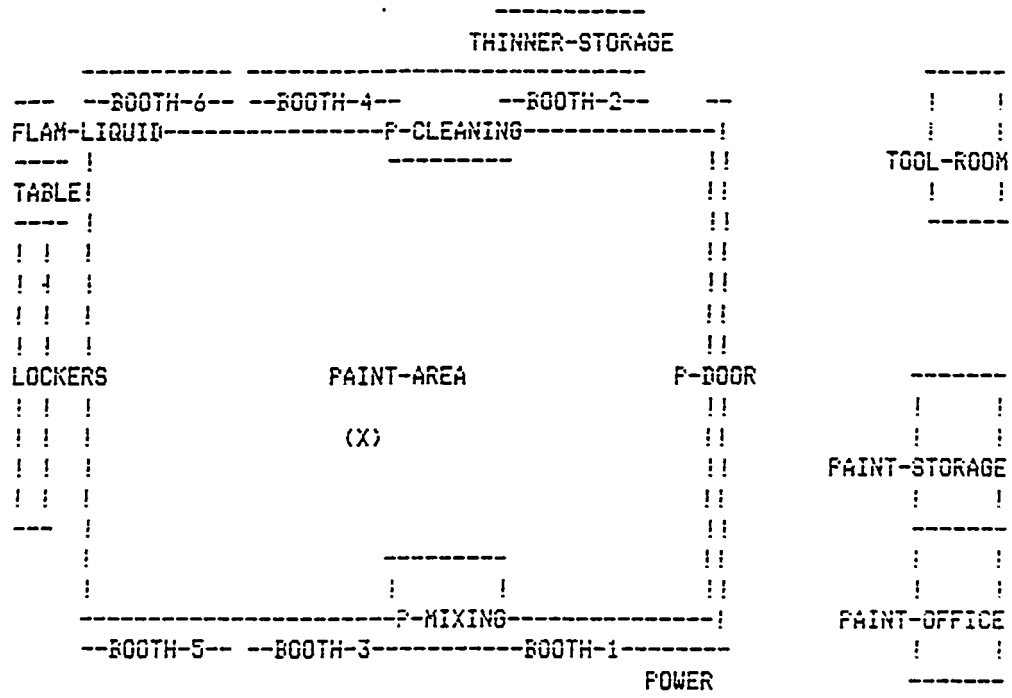 THINNER-STORAGE
BOOTH-6 BOOTH-4 BOOTH-2
FLAM-LIQUID P-CLEANING
TOOL-ROOM
TABLE
LOCKERS PAINT-AREA P-DOOR
(X)
PAINT-STORAGE
P-MIXING PAINT-OFFICE
BOOTH-5 BOOTH-3 BOOTH-1
POWER